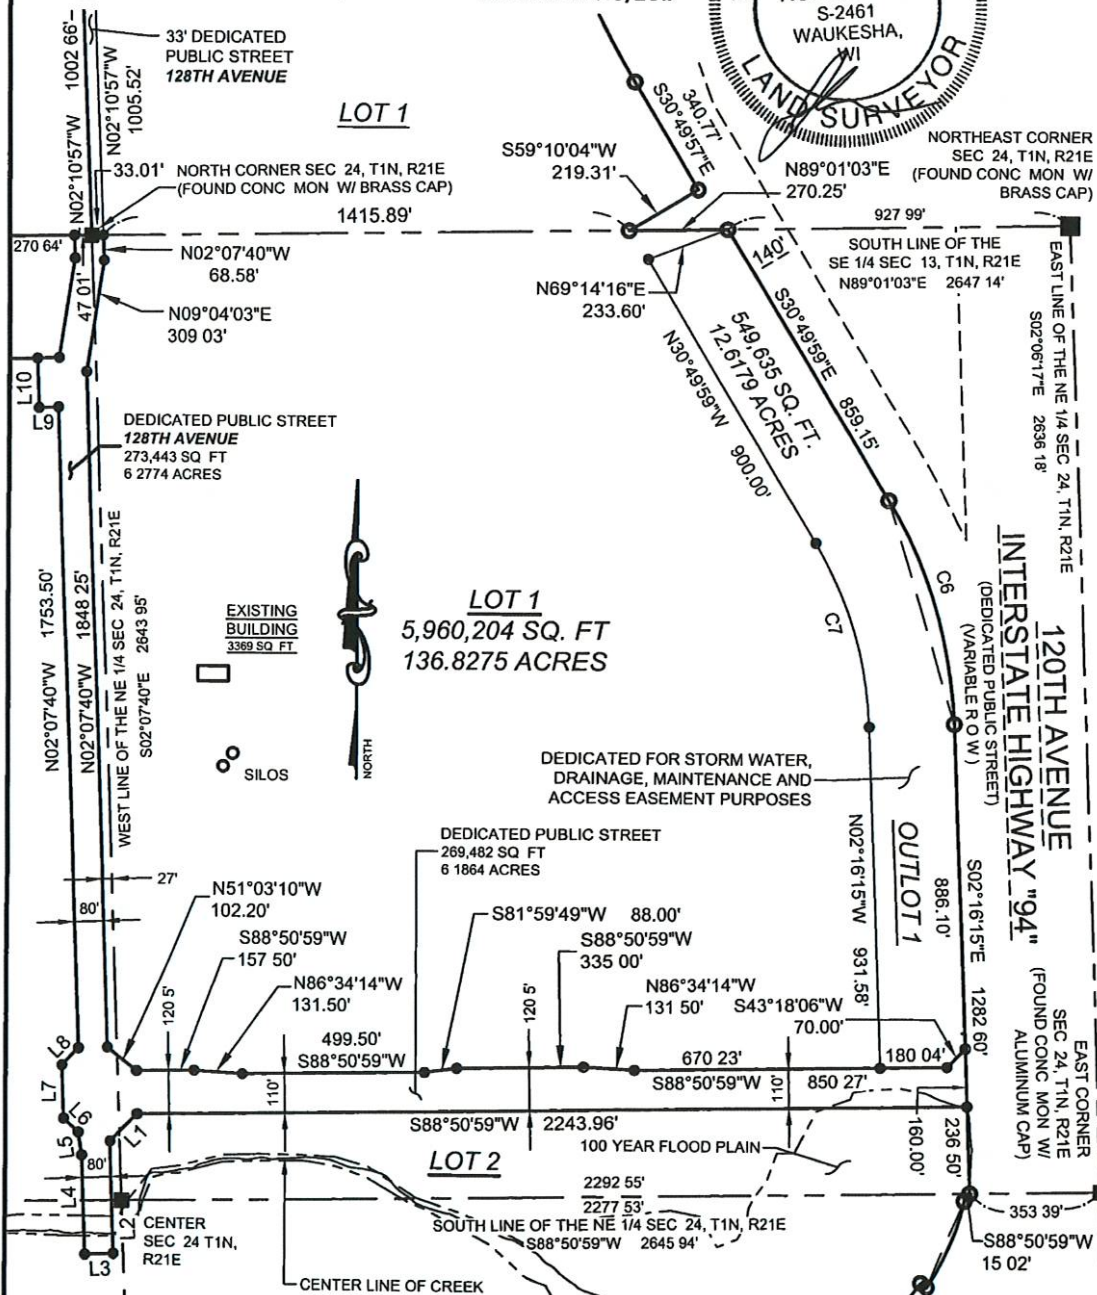 S-2461
WAUKESHA,
WI
LAND SURVEYOR
33' DEDICATED
PUBLIC STREET
128TH AVENUE
1002 66'
N02°10'57"W
N02°10'57"W
1005.52'
LOT 1
340.77'
S30°49'57"E
S59°10'04"W
219.31'
N89°01'03"E
270.25'
NORTHEAST CORNER
SEC 24, T1N, R21E
(FOUND CONC MON W/
BRASS CAP)
33.01'
NORTH CORNER SEC 24, T1N, R21E
(FOUND CONC MON W/ BRASS CAP)
1415.89'
927 99'
270 64'
N02°07'40"W
68.58'
47 01'
N09°04'03"E
309 03'
140'
SOUTH LINE OF THE
SE 1/4 SEC 13, T1N, R21E
N89°01'03"E 2647 14'
N69°14'16"E
233.60'
EAST LINE OF THE NE 1/4 SEC 24, T1N, R21E
S02°06'17"E 2636 18'
S30°49'59"E 859.15'
549,635 SQ. FT.
12.6179 ACRES
N30°49'59"W 900.00'
L10
L9
DEDICATED PUBLIC STREET
128TH AVENUE
273,443 SQ FT
6 2774 ACRES
N02°07'40"W 1753.50'
N02°07'40"W 1848 25'
WEST LINE OF THE NE 1/4 SEC 24, T1N, R21E
S02°07'40"E 2643 95'
EXISTING
BUILDING
3369 SQ FT
SILOS
NORTH
LOT 1
5,960,204 SQ. FT
136.8275 ACRES
C6
C7
120TH AVENUE
INTERSTATE HIGHWAY "94"
(DEDICATED PUBLIC STREET)
(VARIABLE R O W )
DEDICATED FOR STORM WATER,
DRAINAGE, MAINTENANCE AND
ACCESS EASEMENT PURPOSES
OUTLOT 1
N02°16'15"W 931.58'
886.10'
S02°16'15"E 1282 60'
DEDICATED PUBLIC STREET
269,482 SQ FT
6 1864 ACRES
27'
80'
N51°03'10"W
102.20'
S88°50'59"W
157 50'
N86°34'14"W
131.50'
S81°59'49"W 88.00'
S88°50'59"W
335 00'
N86°34'14"W
131 50'
S43°18'06"W
70.00'
EAST CORNER
SEC 24, T1N, R21E
(FOUND CONC MON W/
ALUMINUM CAP)
120 5'
499.50'
S88°50'59"W
120 5'
670 23'
S88°50'59"W
850 27'
180 04'
110'
110'
L8
L7
L6
L5
L4
L1
L2
L3
80'
S88°50'59"W 2243.96'
160.00'
236 50'
LOT 2
100 YEAR FLOOD PLAIN
2292 55'
2277 53'
SOUTH LINE OF THE NE 1/4 SEC 24, T1N, R21E
S88°50'59"W 2645 94'
353 39'
S88°50'59"W
15 02'
CENTER
SEC 24 T1N,
R21E
CENTER LINE OF CREEK